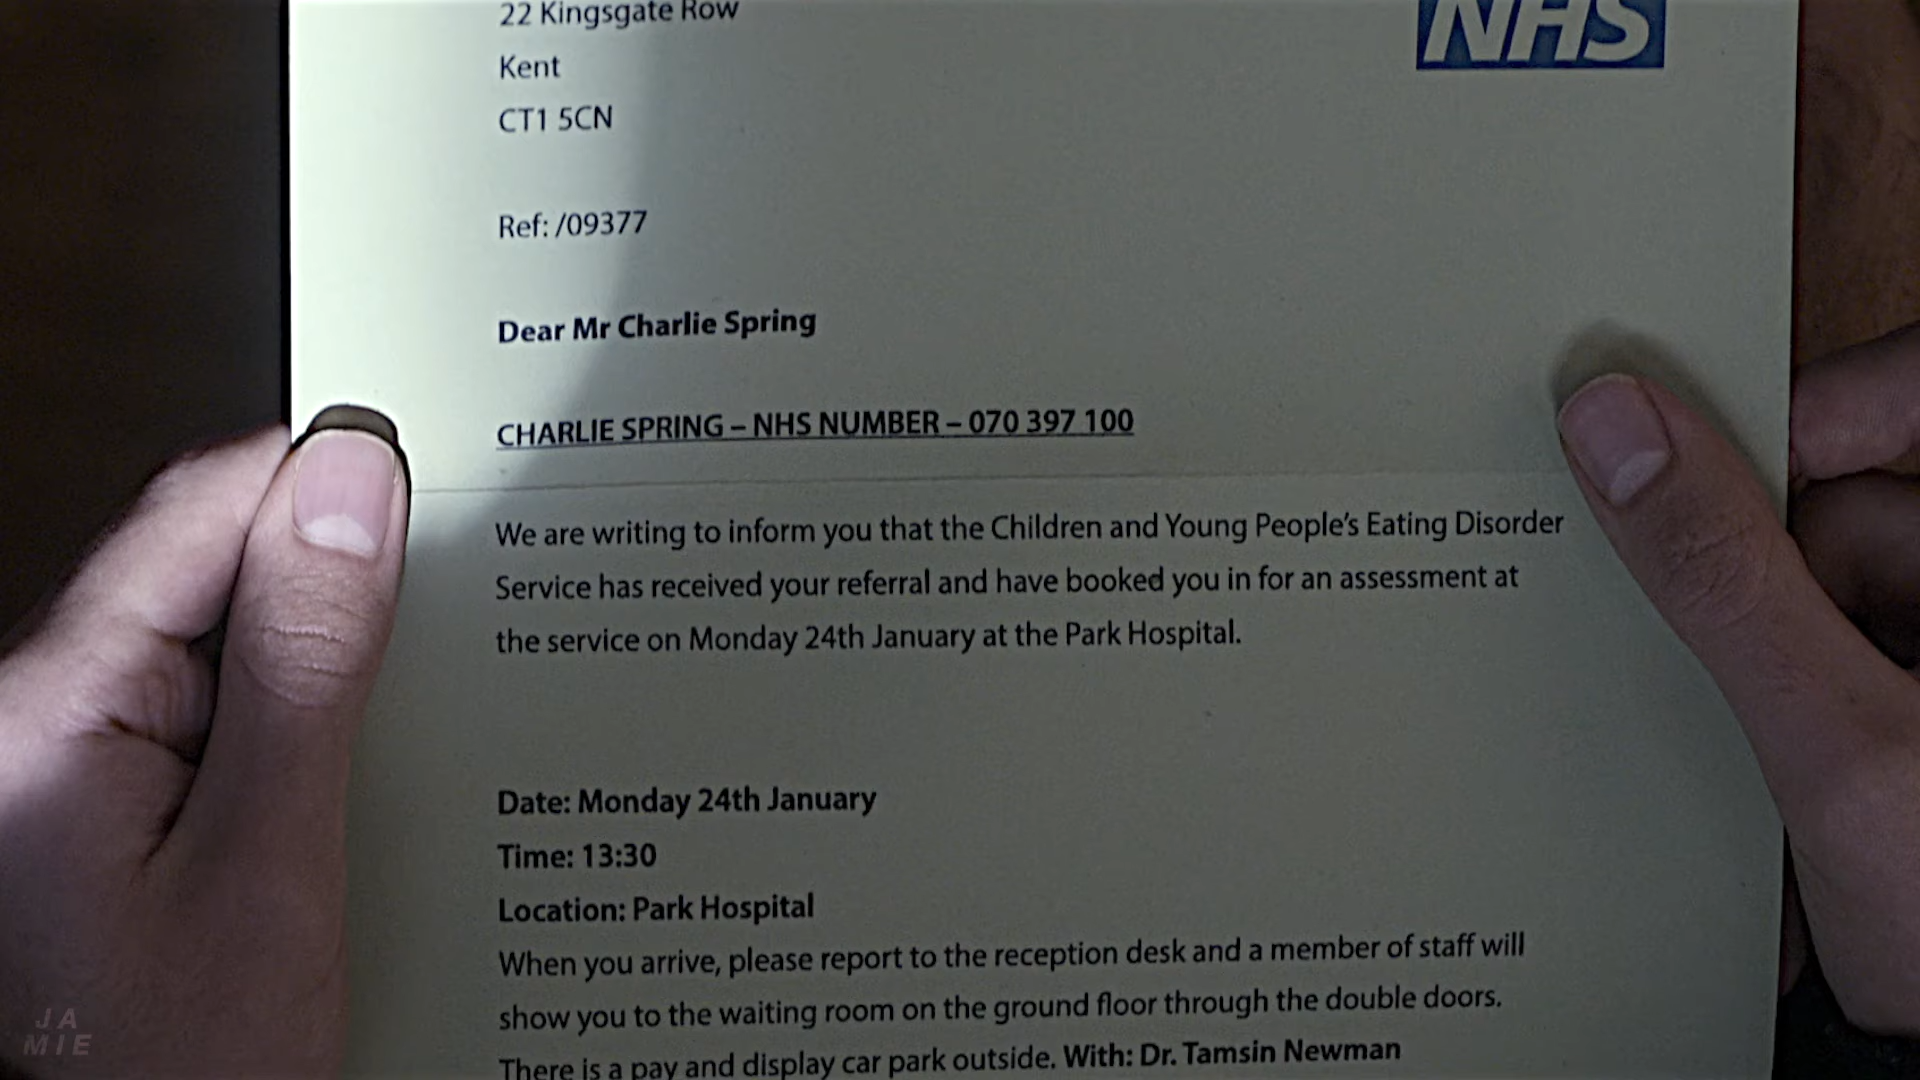 22 Kingsgate Row
NHS
Kent
CT1 5CN
Ref: /09377
Dear Mr Charlie Spring
CHARLIE SPRING – NHS NUMBER – 070 397 100
We are writing to inform you that the Children and Young People's Eating Disorder
Service has received your referral and have booked you in for an assessment at
the service on Monday 24th January at the Park Hospital.
Date: Monday 24th January
Time: 13:30
Location: Park Hospital
When you arrive, please report to the reception desk and a member of staff will
show you to the waiting room on the ground floor through the double doors.
There is a pay and display car park outside. With: Dr. Tamsin Newman
JA
MIE